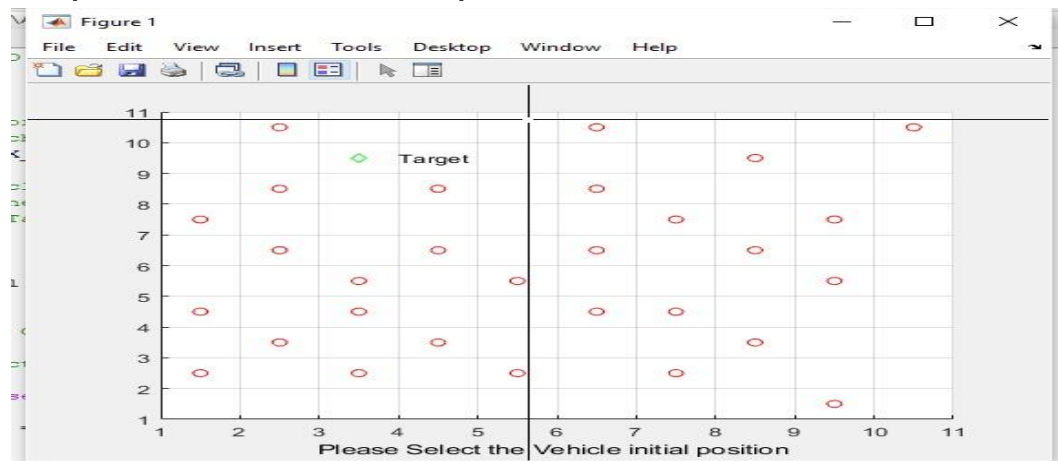 Figure 1
File Edit View Insert Tools Desktop Window Help
11
10
9
8
7
6
5
4
3
2
1
Target
1 2 3 4 5 6 7 8 9 10 11
Please Select the Vehicle initial position